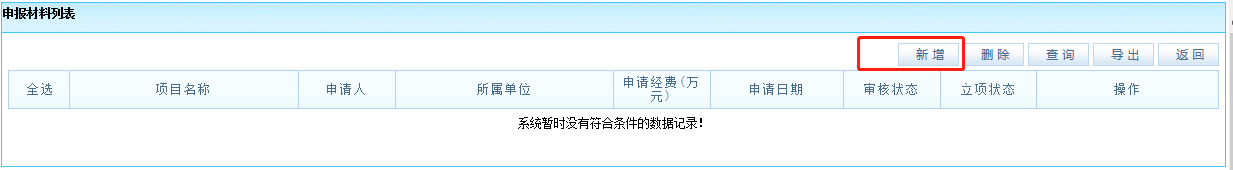 申报材料列表
新增 删除 查询 导出 返回
全选 项目名称 申请人 所属单位 申请经费(万元) 申请日期 审核状态 立项状态 操作
系统暂时没有符合条件的数据记录!